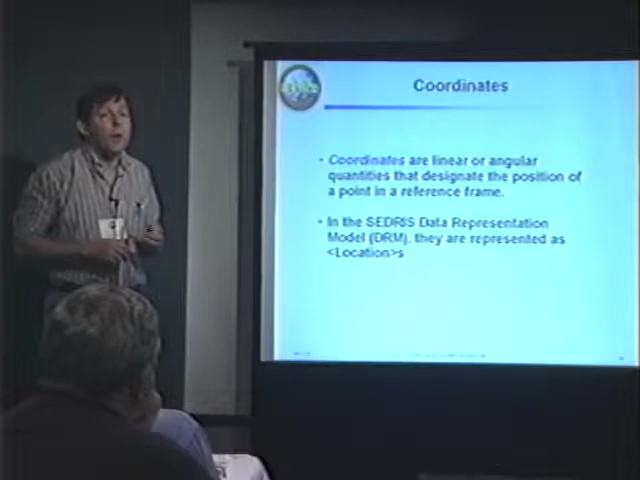 Coordinates
• Coordinates are linear or angular
quantities that designate the position of
a point in a reference frame.
• In the SEDRIS Data Representation
Model (DRM), they are represented as
<Location>s